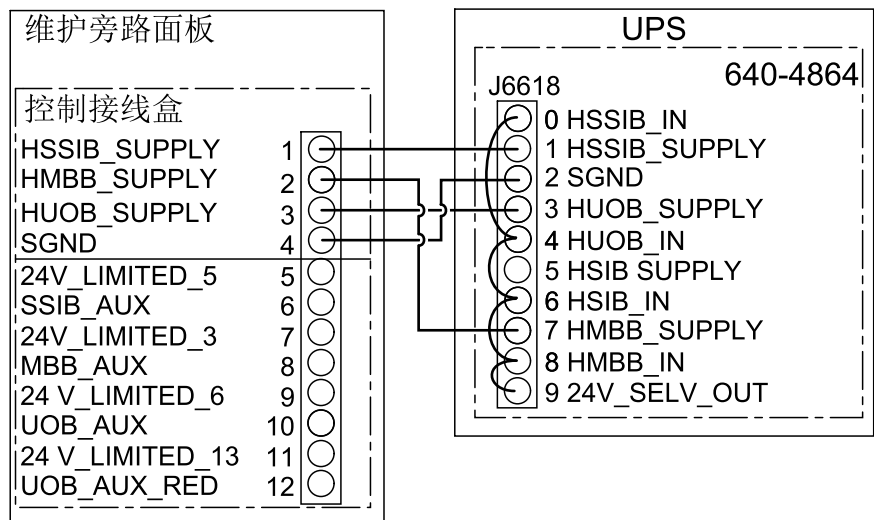 维护旁路面板
控制接线盒
HSSIB_SUPPLY 1
HMBB_SUPPLY 2
HUOB_SUPPLY 3
SGND 4
24V_LIMITED_5 5
SSIB_AUX 6
24V_LIMITED_3 7
MBB_AUX 8
24 V_LIMITED_6 9
UOB_AUX 10
24 V_LIMITED_13 11
UOB_AUX_RED 12
UPS
640-4864
J6618
0 HSSIB_IN
1 HSSIB_SUPPLY
2 SGND
3 HUOB_SUPPLY
4 HUOB_IN
5 HSIB SUPPLY
6 HSIB_IN
7 HMBB_SUPPLY
8 HMBB_IN
9 24V_SELV_OUT